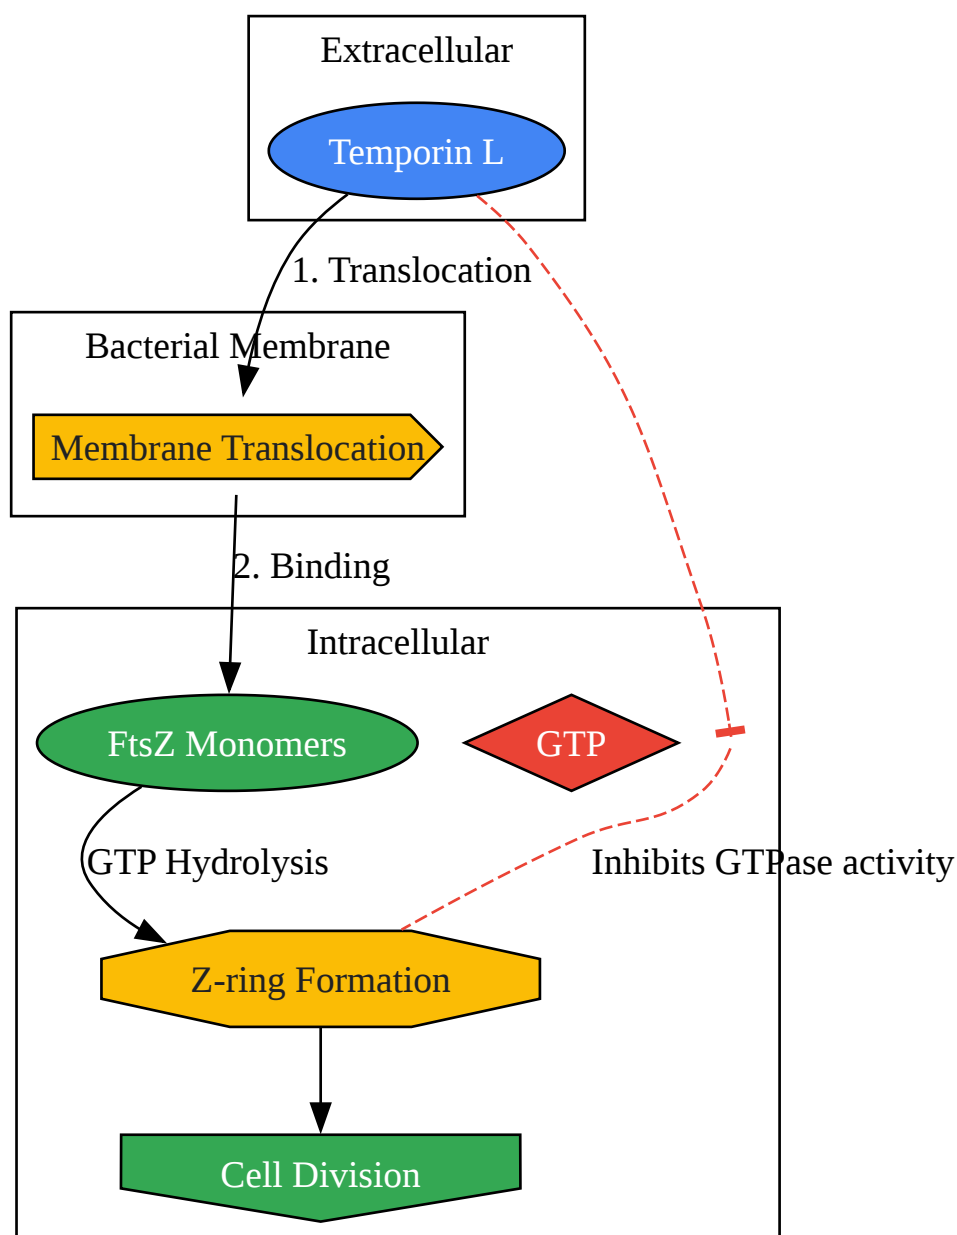 Extracellular
Temporin L
1. Translocation
Bacterial Membrane
Membrane Translocation
2. Binding
Intracellular
FtsZ Monomers
GTP
GTP Hydrolysis
Inhibits GTPase activity
Z-ring Formation
Cell Division